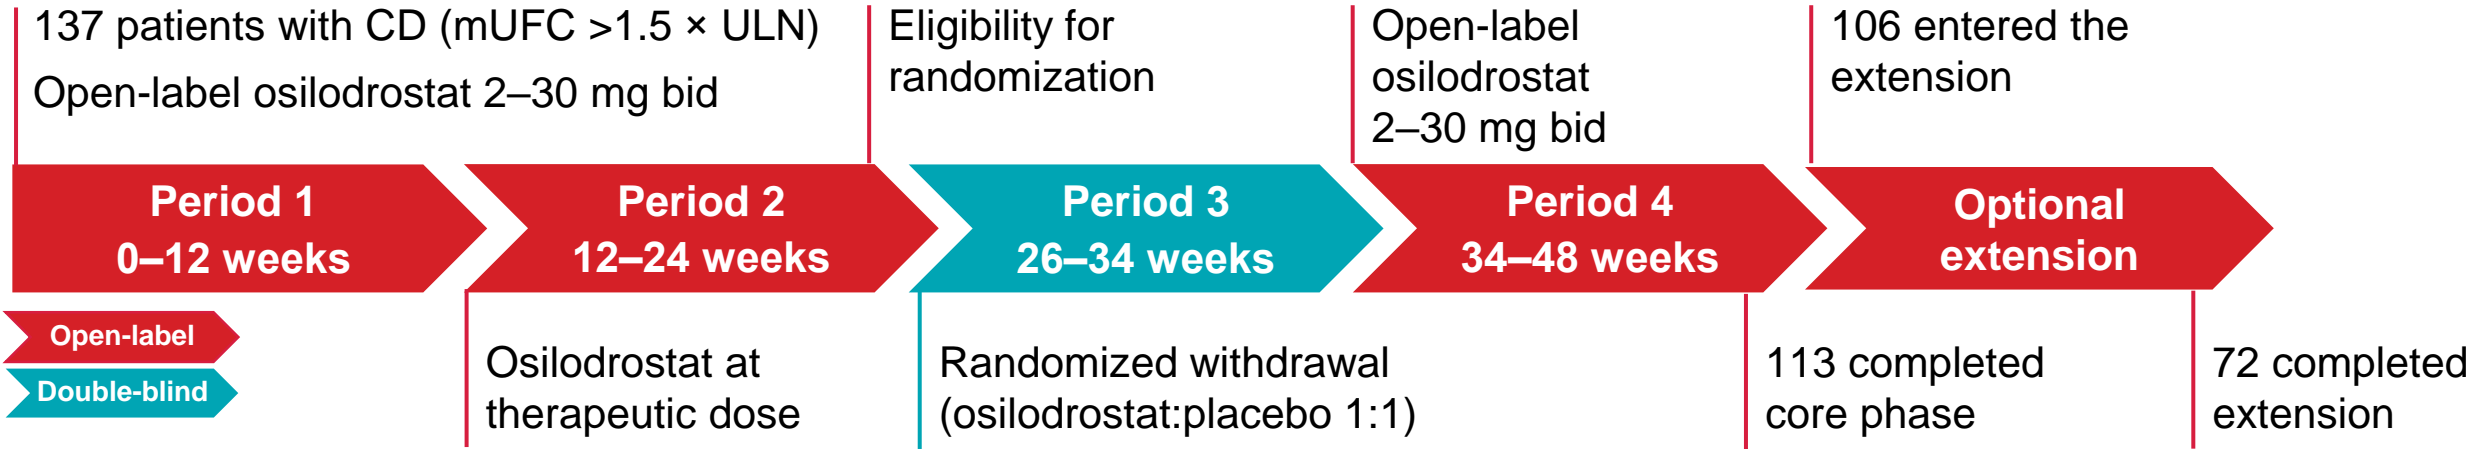 137 patients with CD (mUFC >1.5 × ULN)
Open-label osilodrostat 2–30 mg bid
Eligibility for
randomization
Open-label
osilodrostat
2–30 mg bid
106 entered the
extension
Period 1
0–12 weeks
Period 2
12–24 weeks
Period 3
26–34 weeks
Period 4
34–48 weeks
Optional
extension
Open-label
Double-blind
Osilodrostat at
therapeutic dose
Randomized withdrawal
(osilodrostat:placebo 1:1)
113 completed
core phase
72 completed
extension